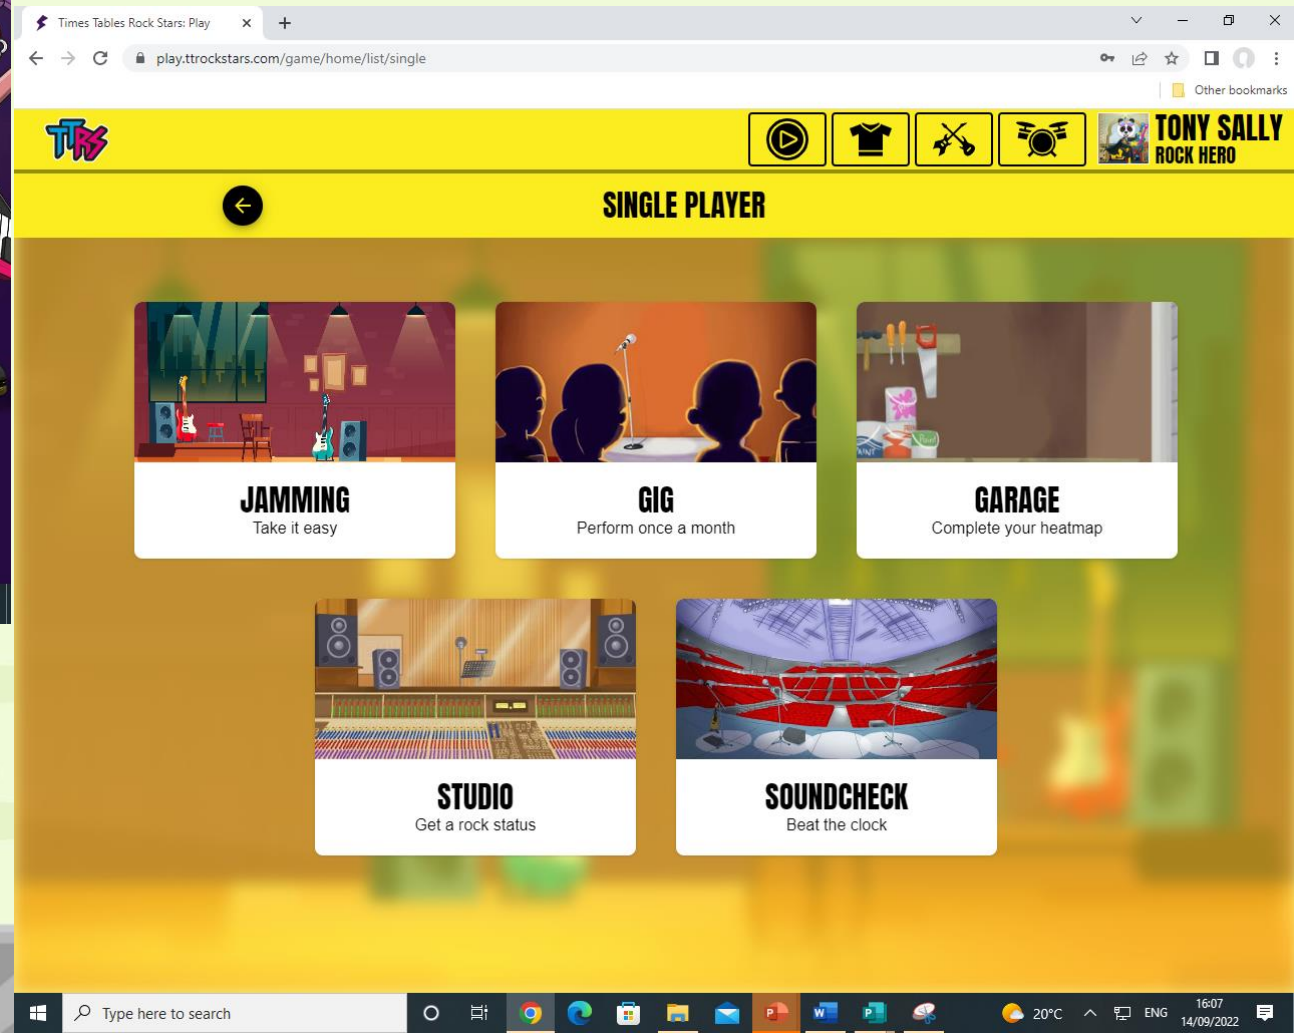 Times Tables Rock Stars: Play
play.ttrockstars.com/game/home/list/single
Other bookmarks
TTRS
TONY SALLY
ROCK HERO
SINGLE PLAYER
JAMMING
Take it easy
GIG
Perform once a month
GARAGE
Complete your heatmap
PAINT
Paint
STUDIO
Get a rock status
SOUNDCHECK
Beat the clock
Type here to search
20°C
ENG
16:07
14/09/2022